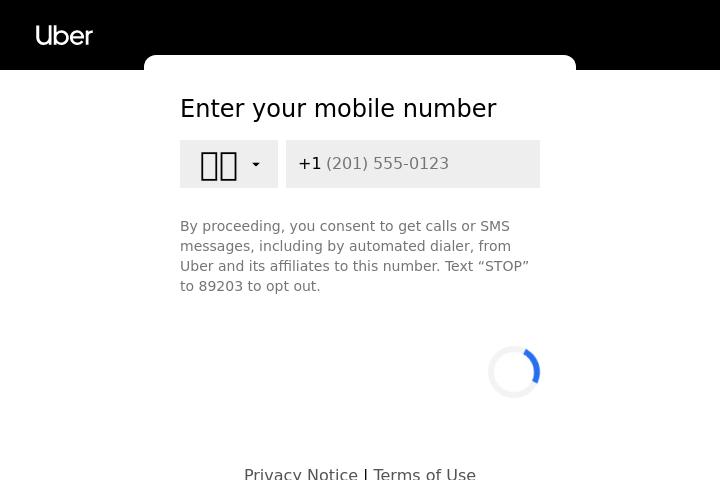 Uber
Enter your mobile number
+1 (201) 555-0123
By proceeding, you consent to get calls or SMS
messages, including by automated dialer, from
Uber and its affiliates to this number. Text “STOP”
to 89203 to opt out.
Privacy Notice | Terms of Use